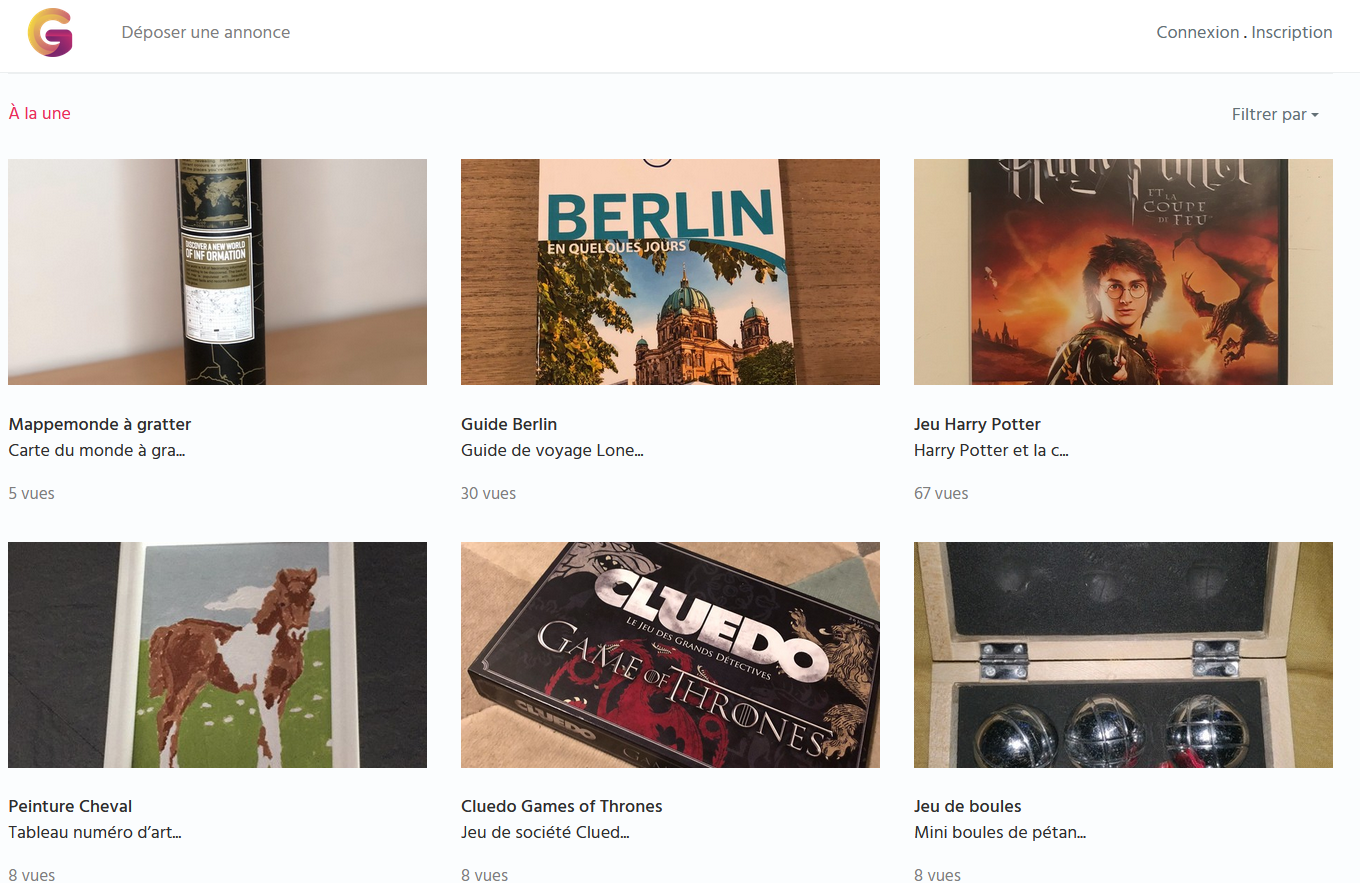 G
Déposer une annonce
Connexion . Inscription
À la une
Filtrer par
DISCOVER A NEW WORLD
OF INF ORMATION
BERLIN
EN QUELQUES JOURS
Harry Potter
ET LA
COUPE
DE FEU
Mappemonde à gratter
Carte du monde à gra...
5 vues
Guide Berlin
Guide de voyage Lone...
30 vues
Jeu Harry Potter
Harry Potter et la c...
67 vues
CLUEDO
LE JEU DES GRANDS DÉTECTIVES
GAME OF THRONES
CLUEDO
Peinture Cheval
Tableau numéro d’art...
8 vues
Cluedo Games of Thrones
Jeu de société Clued...
8 vues
Jeu de boules
Mini boules de pétan...
8 vues